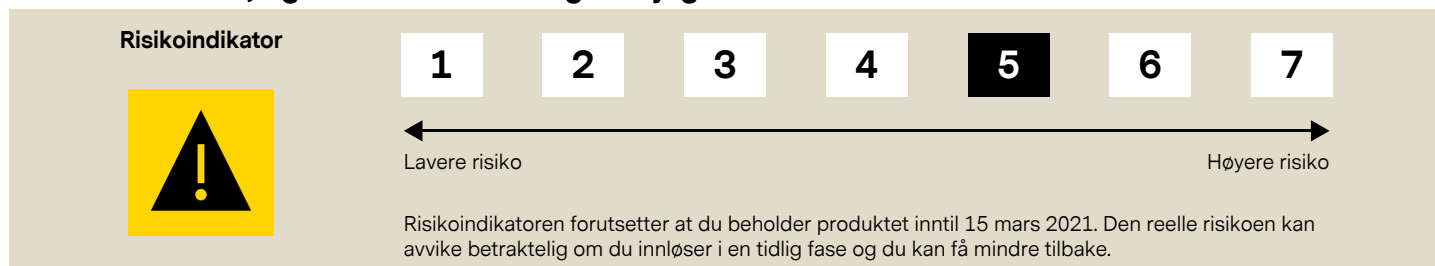 Risikoindikator
1 2 3 4 5 6 7
Lavere risiko Høyere risiko
Risikoindikatoren forutsetter at du beholder produktet inntil 15 mars 2021. Den reelle risikoen kan
avvike betraktelig om du innløser i en tidlig fase og du kan få mindre tilbake.